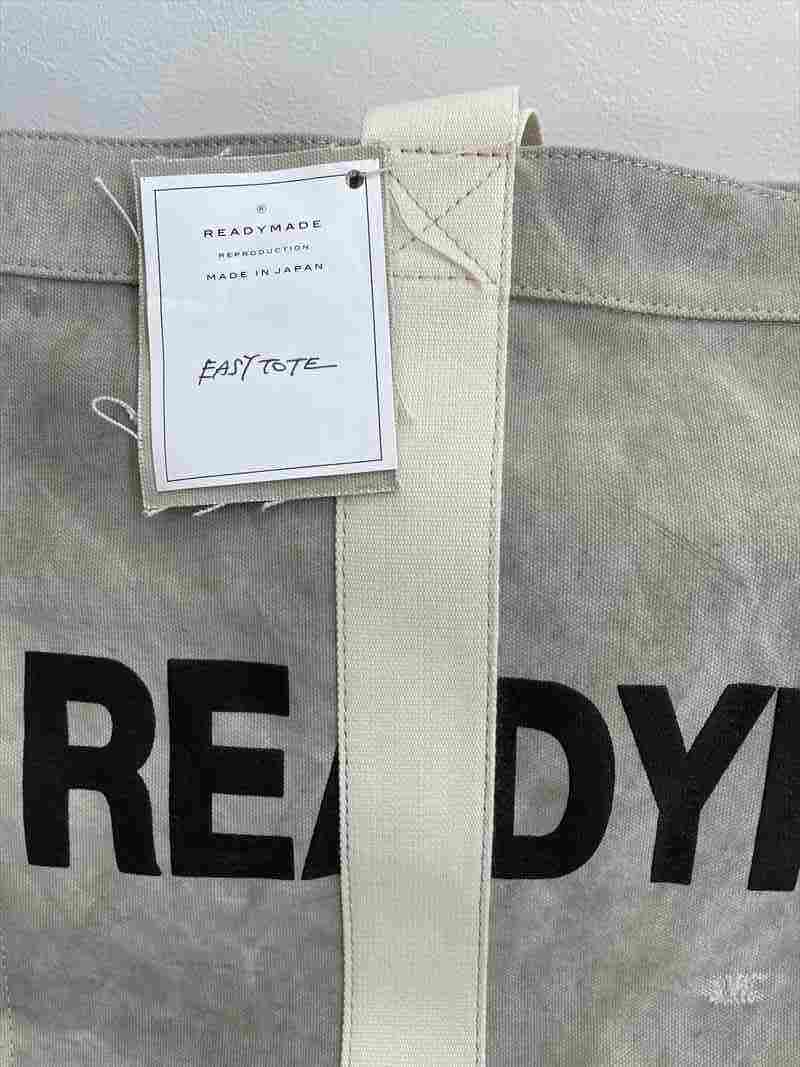 ®
READYMADE
REPRODUCTION
MADE IN JAPAN
EASY TOTE
READY